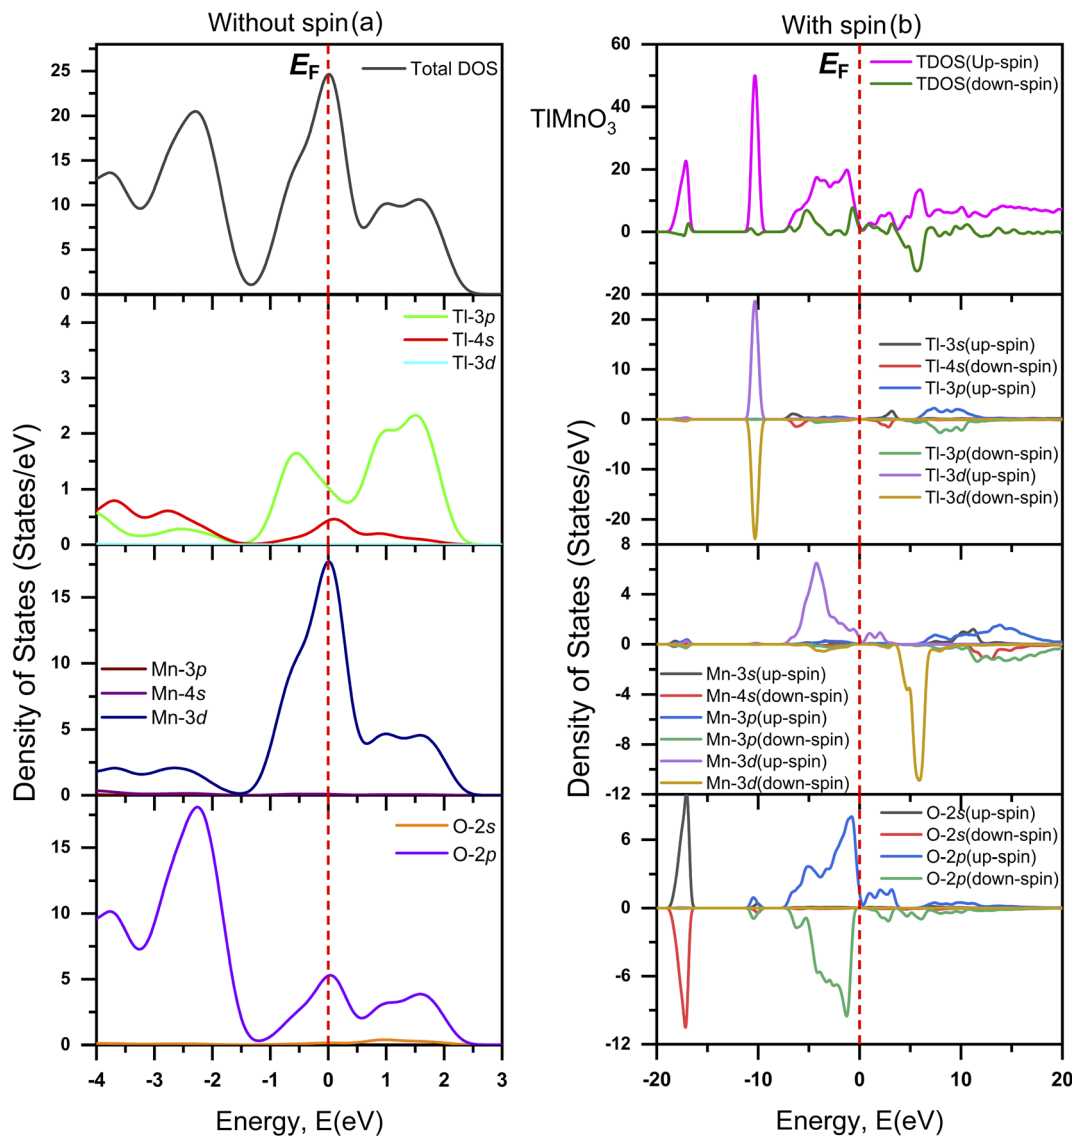 Without spin(a)
E_F
Total DOS
25
20
15
10
5
0
Tl-3p
Tl-4s
Tl-3d
4
3
2
1
0
Mn-3p
Mn-4s
Mn-3d
15
10
5
0
O-2s
O-2p
15
10
5
0
-4
-3
-2
-1
0
1
2
3
Energy, E(eV)
Density of States (States/eV)
With spin(b)
TlMnO₃
E_F
TDOS(Up-spin)
TDOS(down-spin)
60
40
20
0
-20
Tl-3s(up-spin)
Tl-4s(down-spin)
Tl-3p(up-spin)
Tl-3p(down-spin)
Tl-3d(up-spin)
Tl-3d(down-spin)
20
10
0
-10
-20
8
4
0
-4
-8
-12
Mn-3s(up-spin)
Mn-4s(down-spin)
Mn-3p(up-spin)
Mn-3p(down-spin)
Mn-3d(up-spin)
Mn-3d(down-spin)
O-2s(up-spin)
O-2s(down-spin)
O-2p(up-spin)
O-2p(down-spin)
6
0
-6
-12
-20
-10
0
10
20
Energy, E(eV)
Density of States (States/eV)